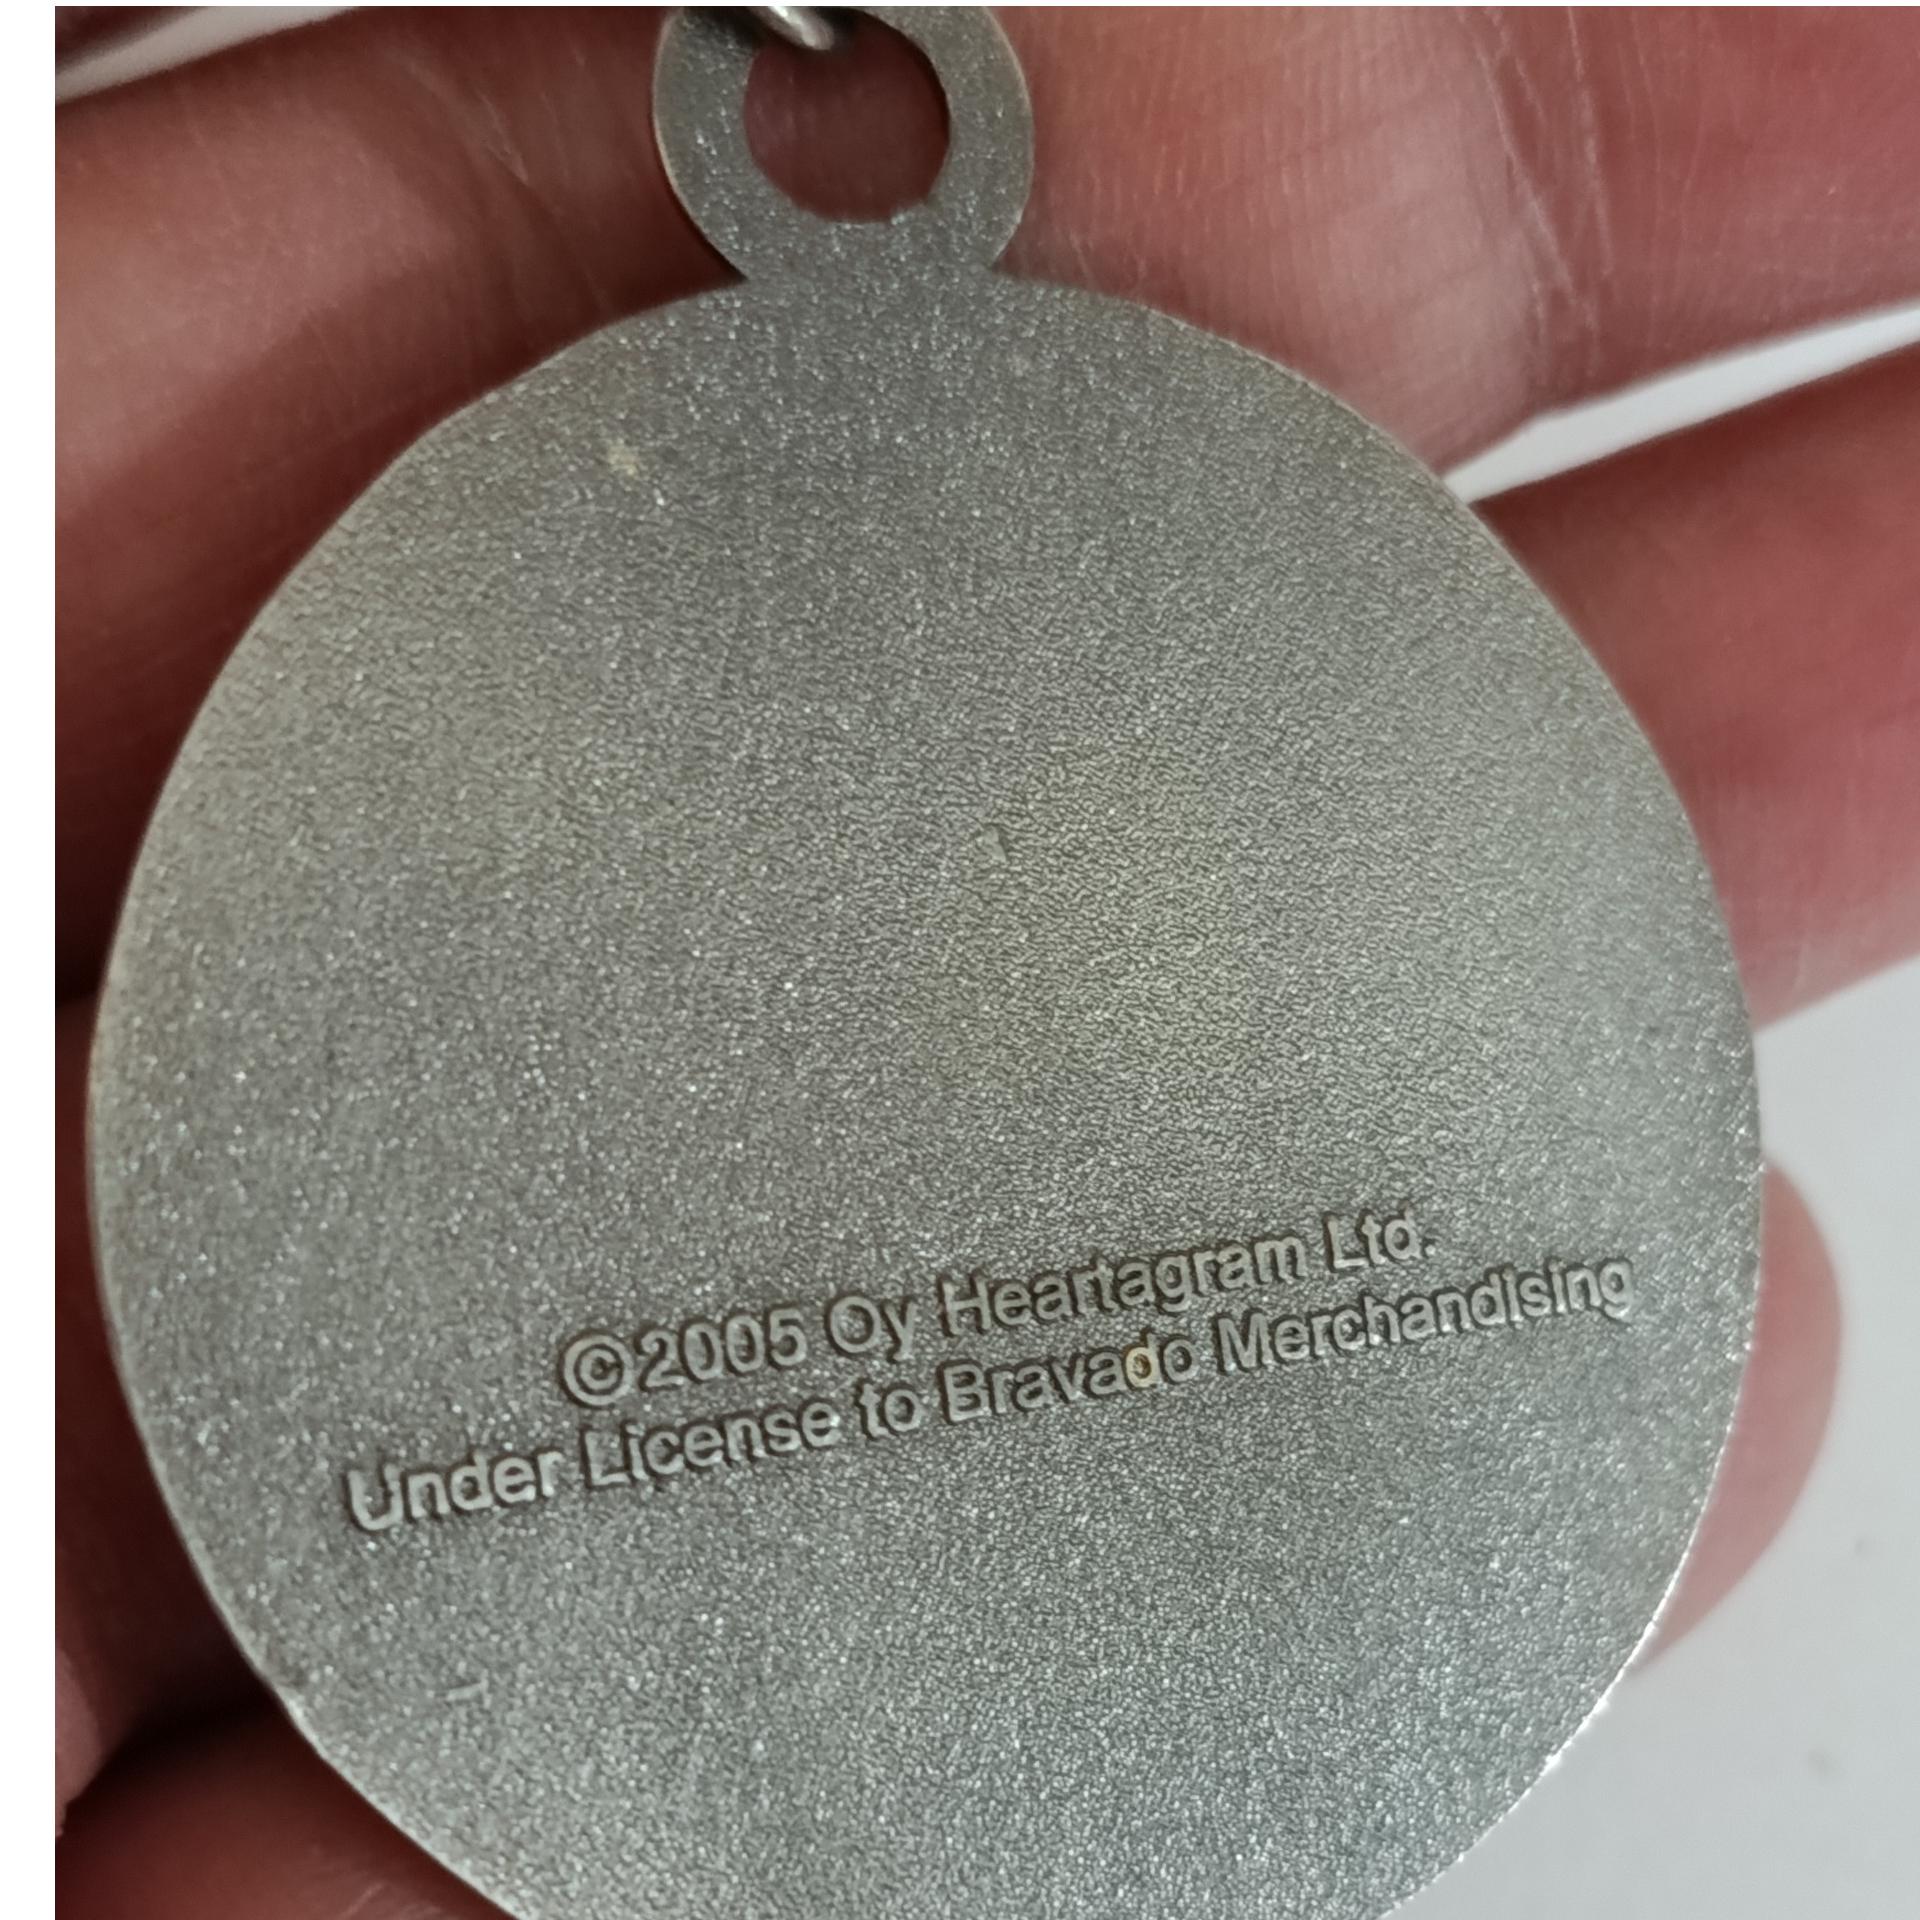 ©2005 Oy Heartagram Ltd.
Under License to Bravado Merchandising